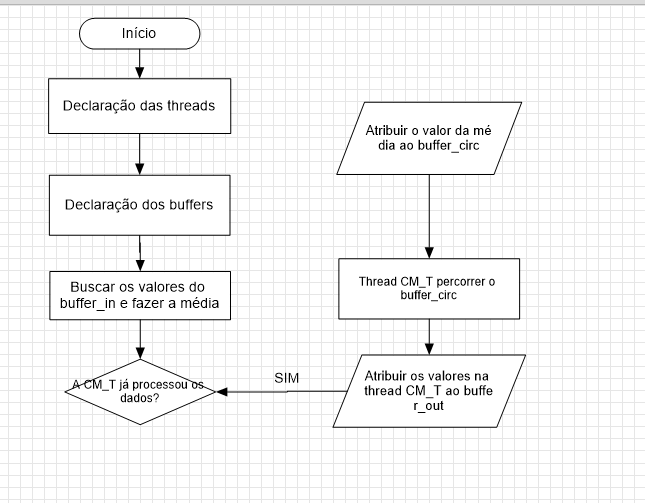 Início
Declaração das threads
Declaração dos buffers
Buscar os valores do
buffer_in e fazer a média
A CM_T já processou os
dados?
SIM
Atribuir o valor da mé
dia ao buffer_circ
Thread CM_T percorrer o
buffer_circ
Atribuir os valores na
thread CM_T ao buffe
r_out